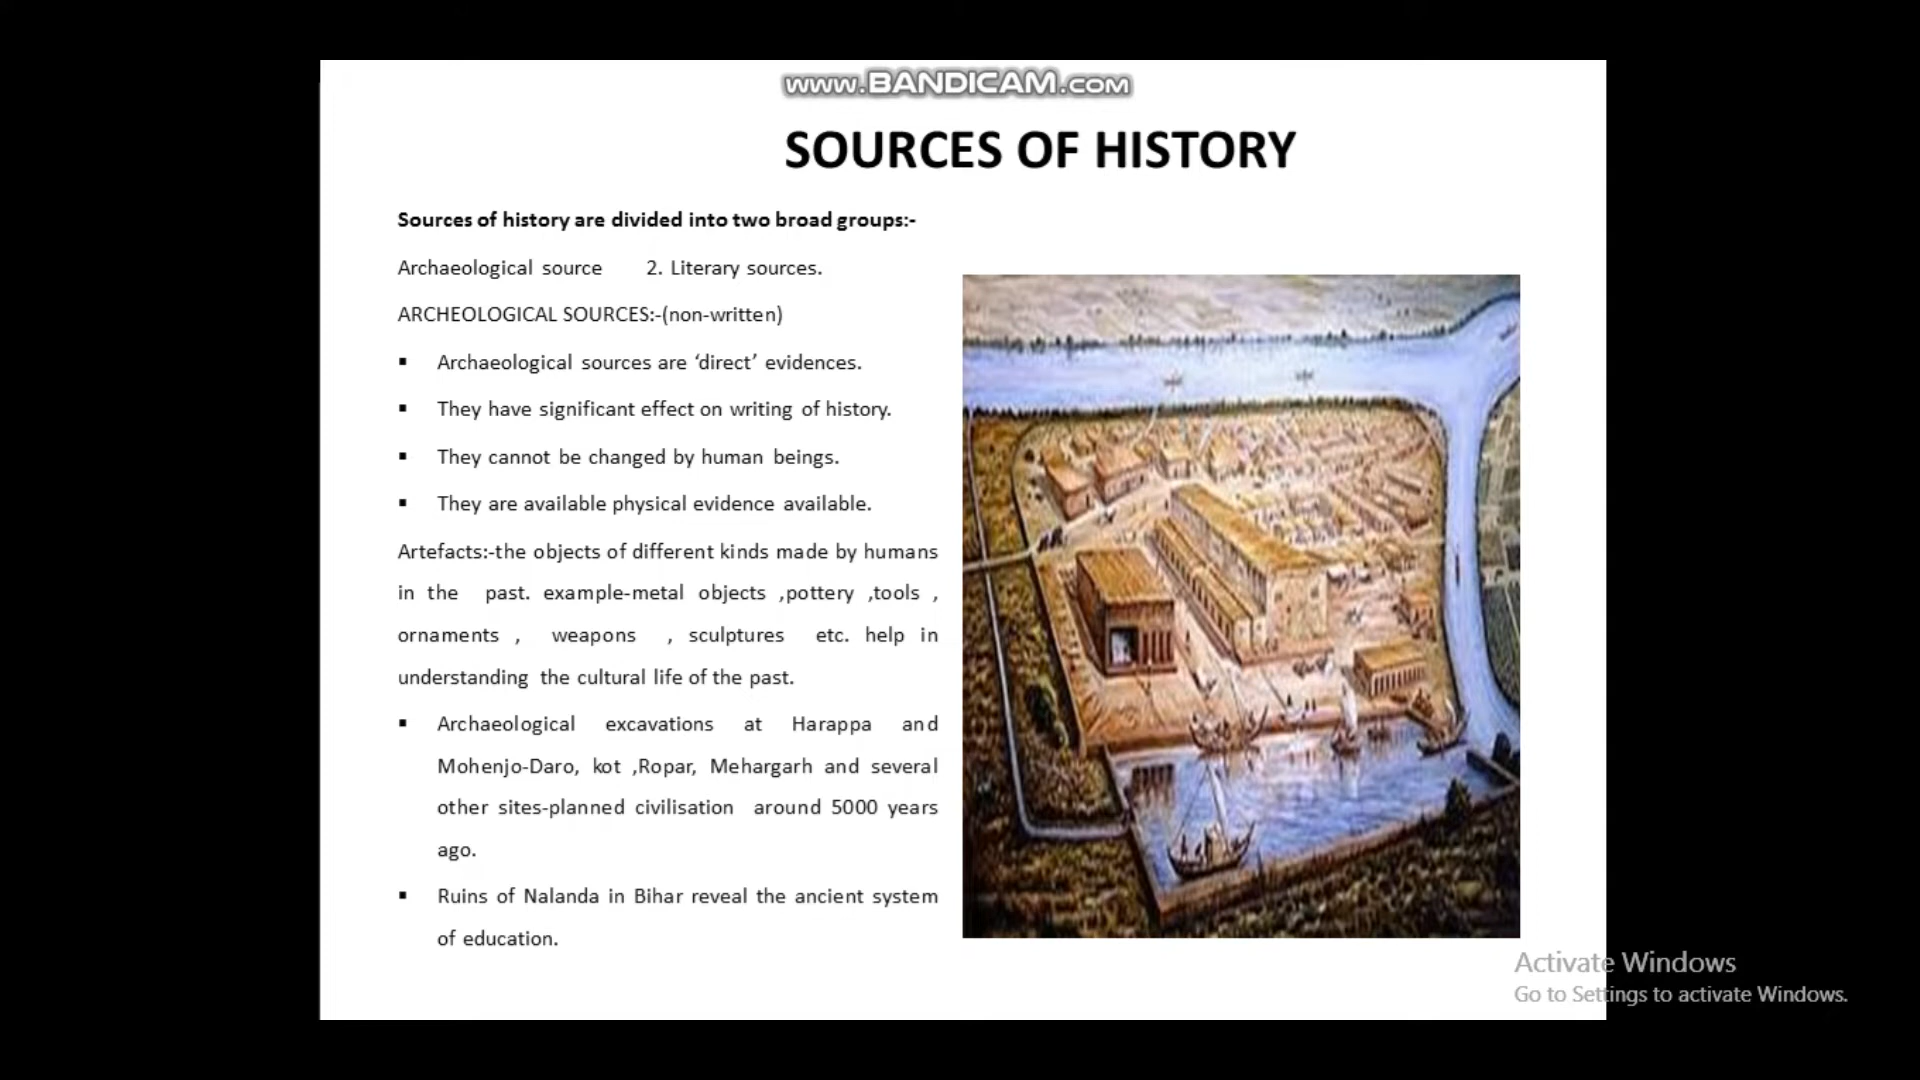 www.BANDICAM.COM
SOURCES OF HISTORY
Sources of history are divided into two broad groups:-
Archaeological source 2. Literary sources.
ARCHEOLOGICAL SOURCES:-(non-written)
▪ Archaeological sources are ‘direct’ evidences.
▪ They have significant effect on writing of history.
▪ They cannot be changed by human beings.
▪ They are available physical evidence available.
Artefacts:-the objects of different kinds made by humans
in the past. example-metal objects ,pottery ,tools ,
ornaments , weapons , sculptures etc. help in
understanding the cultural life of the past.
▪ Archaeological excavations at Harappa and
Mohenjo-Daro, kot ,Ropar, Mehargarh and several
other sites-planned civilisation around 5000 years
ago.
▪ Ruins of Nalanda in Bihar reveal the ancient system
of education.
Activate Windows
Go to Settings to activate Windows.